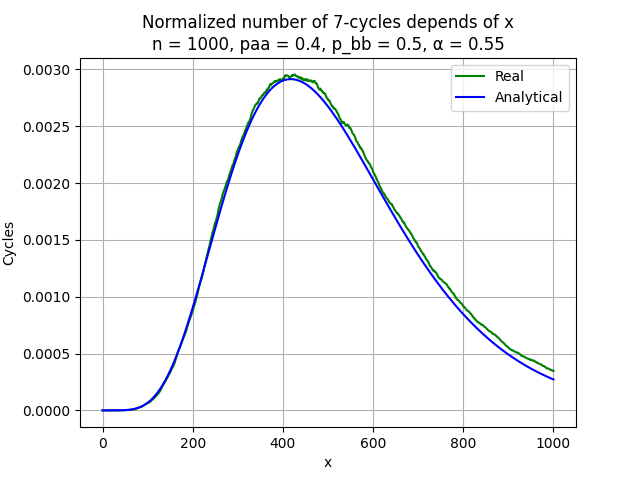 Normalized number of 7-cycles depends of x
n = 1000, paa = 0.4, p_bb = 0.5, α = 0.55
Real
Analytical
0.0030
0.0025
0.0020
0.0015
0.0010
0.0005
0.0000
Cycles
0 200 400 600 800 1000
x